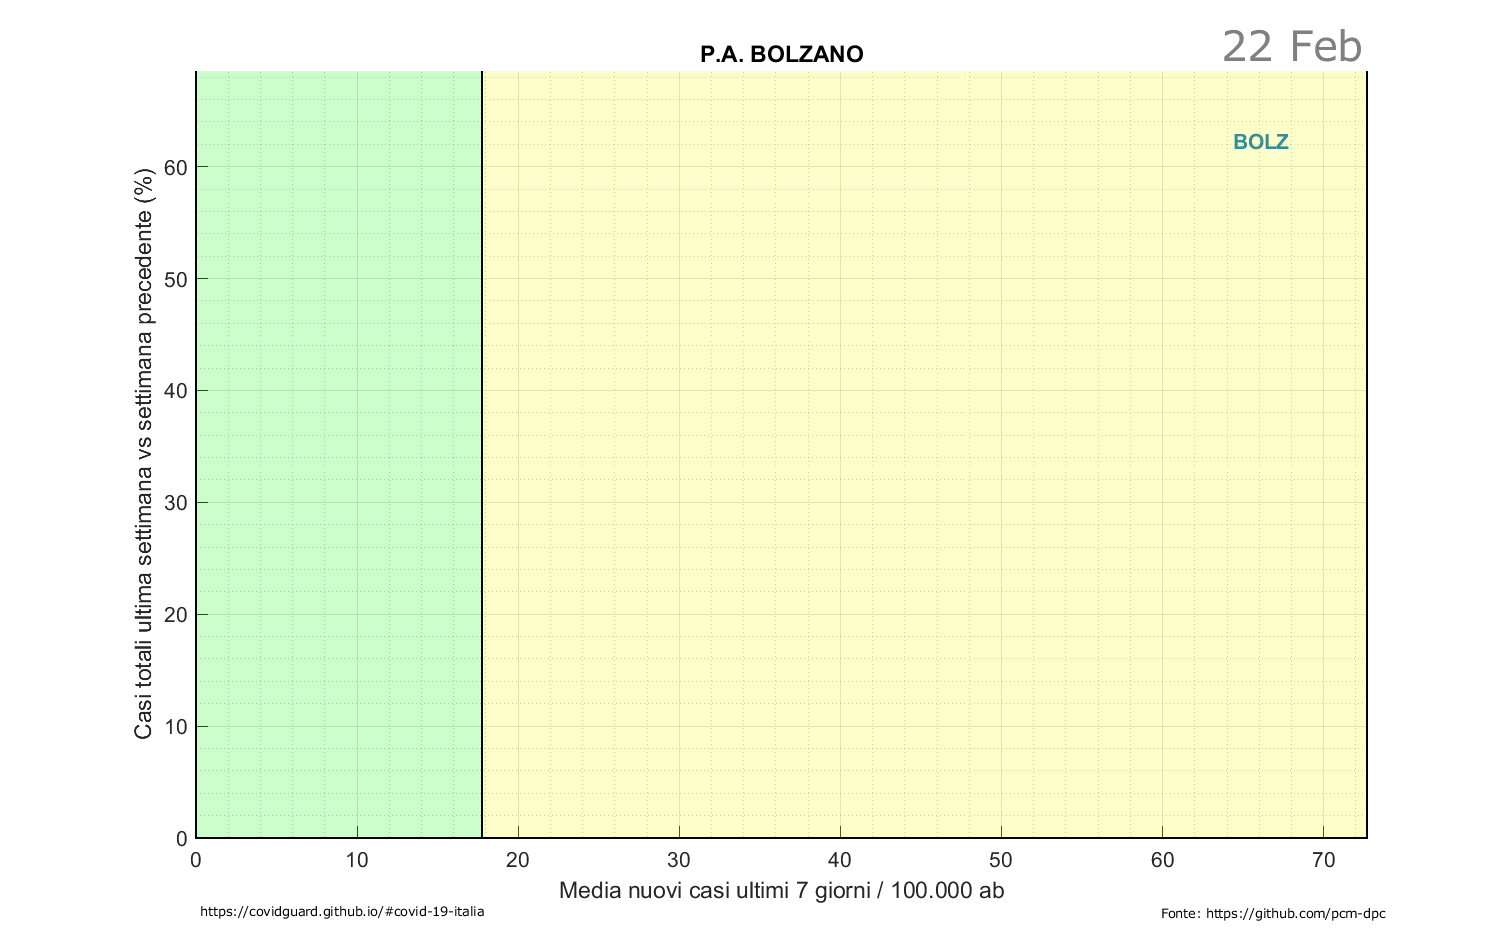 22 Feb
P.A. BOLZANO
BOLZ
60
50
40
30
20
10
0
Casi totali ultima settimana vs settimana precedente (%)
0 10 20 30 40 50 60 70
Media nuovi casi ultimi 7 giorni / 100.000 ab
https://covidguard.github.io/#covid-19-italia
Fonte: https://github.com/pcm-dpc